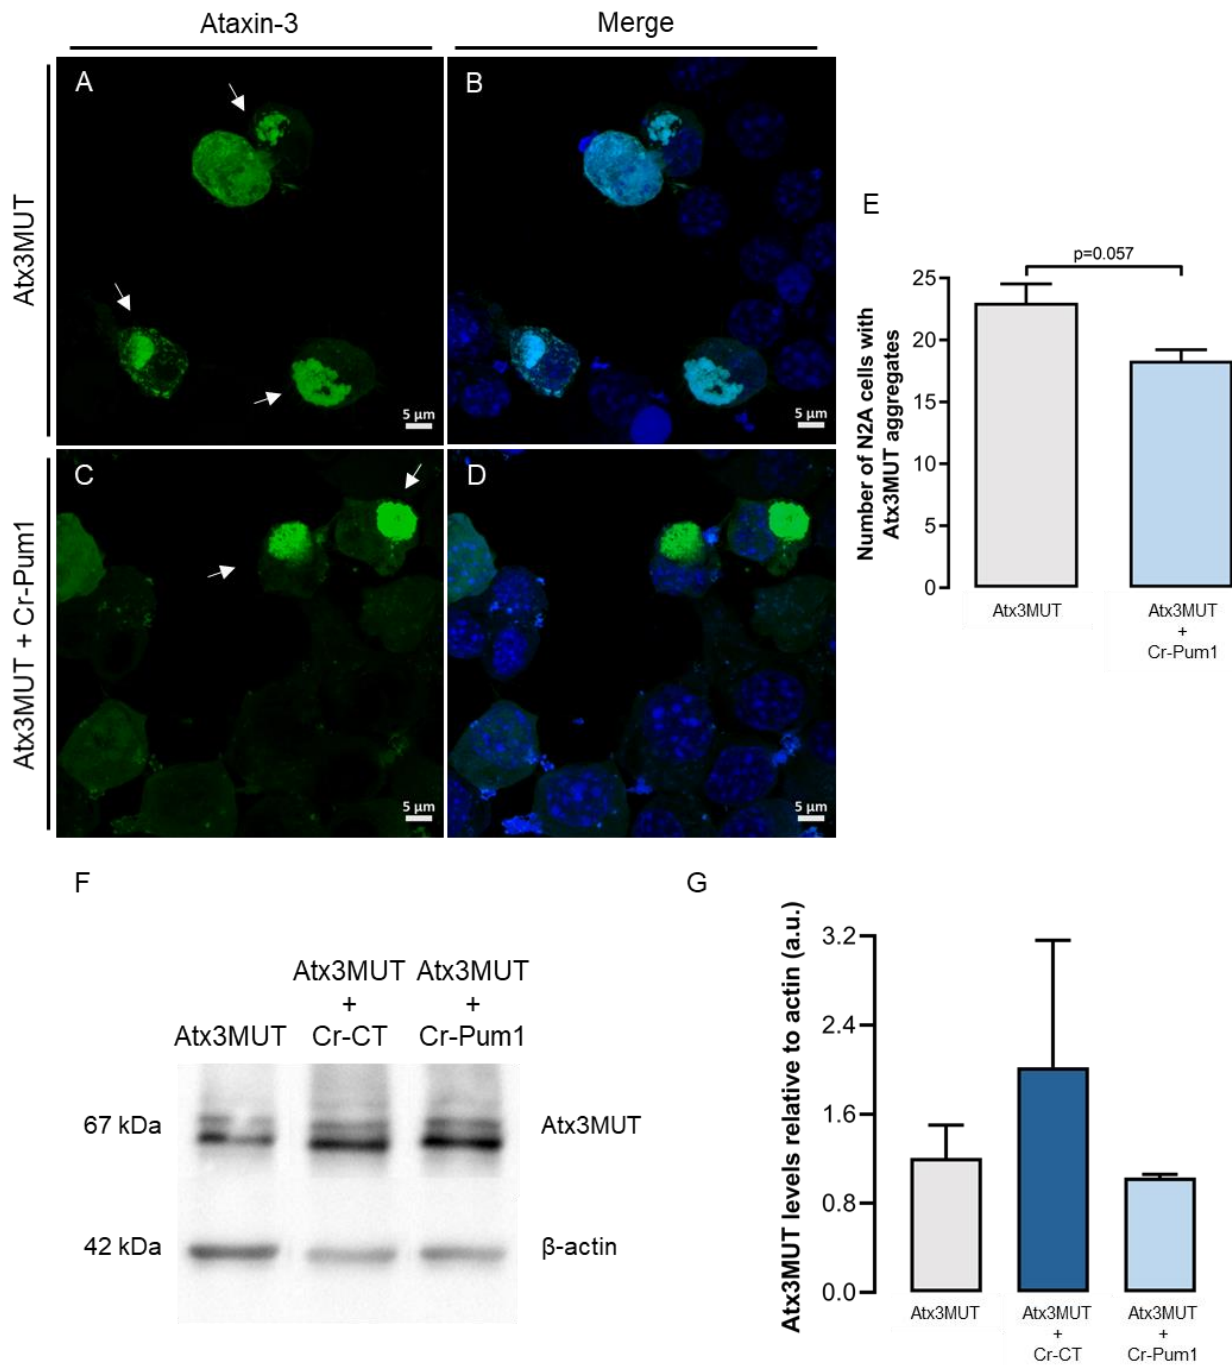 Ataxin-3
Merge
Atx3MUT
A
B
5 µm
5 µm
Atx3MUT + Cr-Pum1
C
D
5 µm
5 µm
E
p=0.057
Number of N2A cells with
Atx3MUT aggregates
25
20
15
10
5
0
Atx3MUT
Atx3MUT
+
Cr-Pum1
F
Atx3MUT
Atx3MUT
+
Cr-CT
Atx3MUT
+
Cr-Pum1
67 kDa
Atx3MUT
42 kDa
β-actin
G
Atx3MUT levels relative to actin (a.u.)
3.2
2.4
1.6
0.8
0.0
Atx3MUT
Atx3MUT
+
Cr-CT
Atx3MUT
+
Cr-Pum1